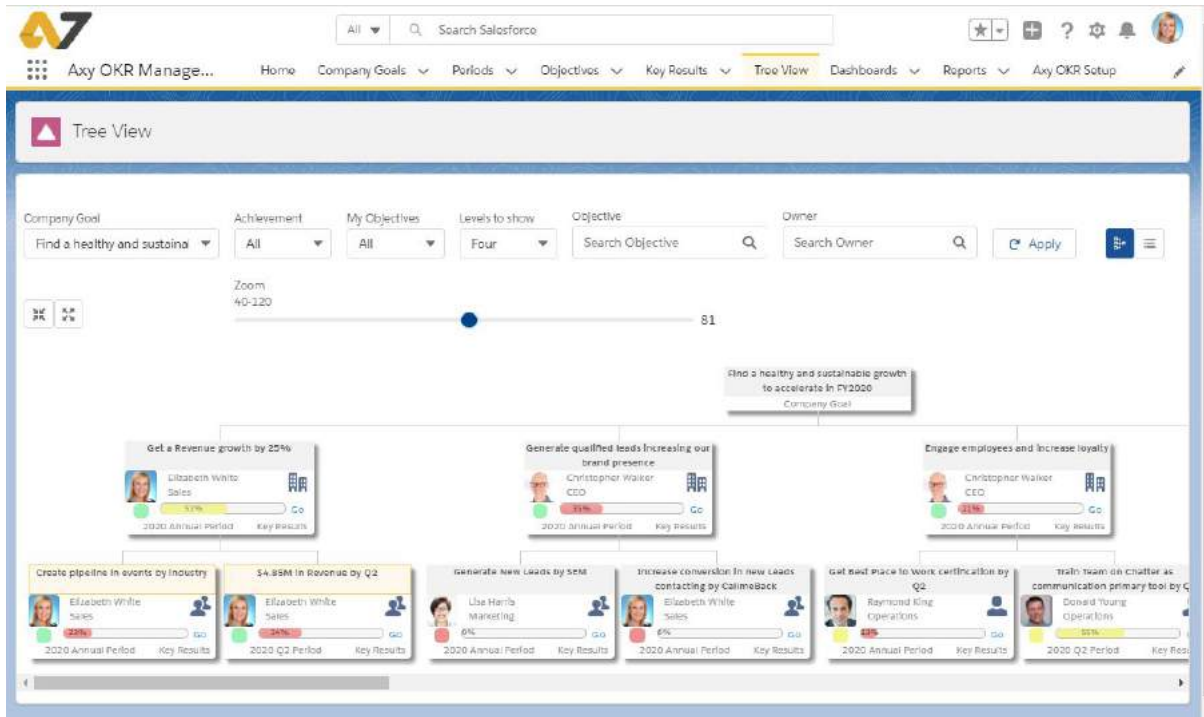 A7
All
Search Salesforce
Axy OKR Manage...
Home
Company Goals
Periods
Objectives
Key Results
Tree View
Dashboards
Reports
Axy OKR Setup
Tree View
Company Goal
Achievement
My Objectives
Levels to show
Objective
Owner
Find a healthy and sustaina
All
All
Four
Search Objective
Search Owner
Apply
Zoom
40-120
81
Find a healthy and sustainable growth
to accelerate in FY2020
Company Goal
Get a Revenue growth by 25%
Elizabeth White
Sales
Go
2020 Annual Period Key Results
Generate qualified leads increasing our
brand presence
Christopher Walker
CEO
Go
2020 Annual Period Key Results
Engage employees and increase loyalty
Christopher Walker
CEO
Go
2020 Annual Period Key Results
Create pipeline in events by Industry
Elizabeth White
Sales
Go
2020 Annual Period Key Results
$4.85M in Revenue by Q2
Elizabeth White
Sales
Go
2020 Q2 Period Key Results
Generate New Leads by SEM
Lisa Harris
Marketing
Go
2020 Annual Period Key Results
Increase conversion in new Leads
contacting by CallmeBack
Elizabeth White
Sales
Go
2020 Annual Period Key Results
Get Best Place to Work certification by
Q2
Raymond King
Operations
Go
2020 Annual Period Key Results
Train Team on Chatter as
communication primary tool by
Donald Young
Operations
2020 Q2 Period Key